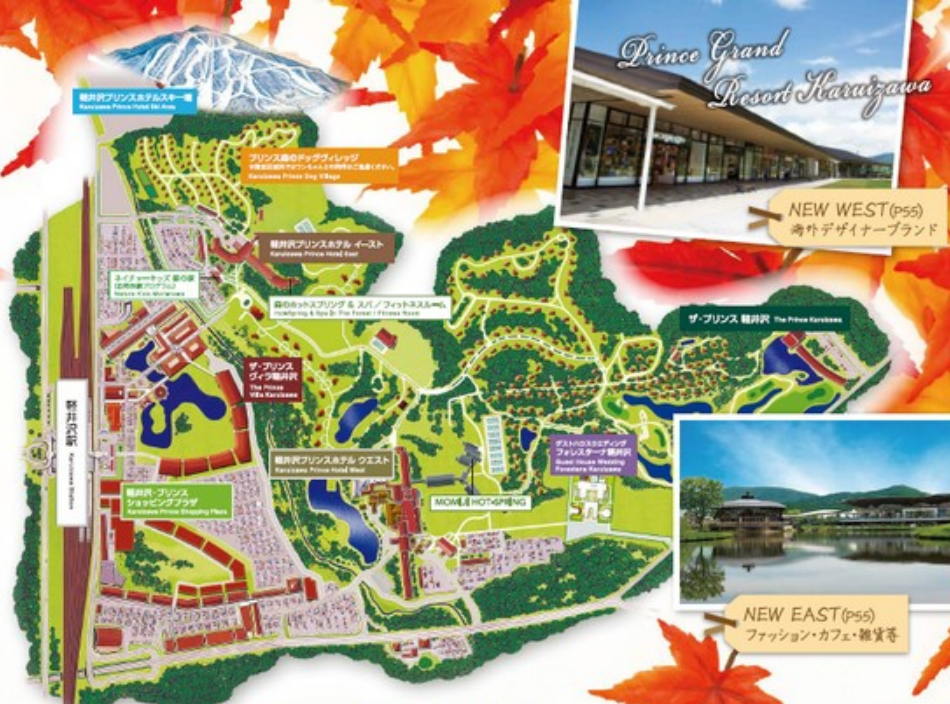 Prince Grand
Resort Karuizawa
軽井沢プリンスホテルスキー場
Karuizawa Prince Hotel Ski Area
プリンス森のドッグヴィレッジ
Karuizawa Prince Dog Village
NEW WEST(P55)
海外デザイナーブランド
軽井沢プリンスホテル イースト
Karuizawa Prince Hotel East
ネイチャーキッズ 森の家
森のホットスプリング & スパ / フィットネスルーム
ザ・プリンス 軽井沢 The Prince Karuizawa
ザ・プリンス
ヴィラ軽井沢
The Prince
Villa Karuizawa
軽井沢駅 Karuizawa Station
ゲストハウスウエディング
フォレスターナ軽井沢
Guest House Wedding
Forestana Karuizawa
軽井沢プリンスホテル ウエスト
Karuizawa Prince Hotel West
軽井沢・プリンス
ショッピングプラザ
Karuizawa Prince Shopping Plaza
MOMIJI HOT-SPRING
NEW EAST(P55)
ファッション・カフェ・雑貨等